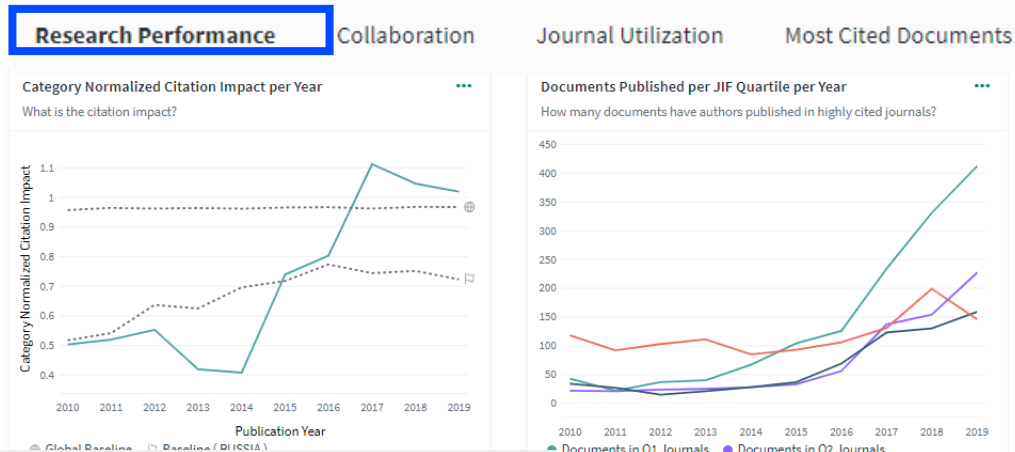 Research Performance Collaboration Journal Utilization Most Cited Documents
Category Normalized Citation Impact per Year
What is the citation impact?
Category Normalized Citation Impact
1.1
1
0.9
0.8
0.7
0.6
0.5
0.4
2010 2011 2012 2013 2014 2015 2016 2017 2018 2019
Publication Year
Global Baseline Baseline ( RUSSIA )
Documents Published per JIF Quartile per Year
How many documents have authors published in highly cited journals?
450
400
350
300
250
200
150
100
50
0
2010 2011 2012 2013 2014 2015 2016 2017 2018 2019
Documents in Q1 Journals Documents in Q2 Journals